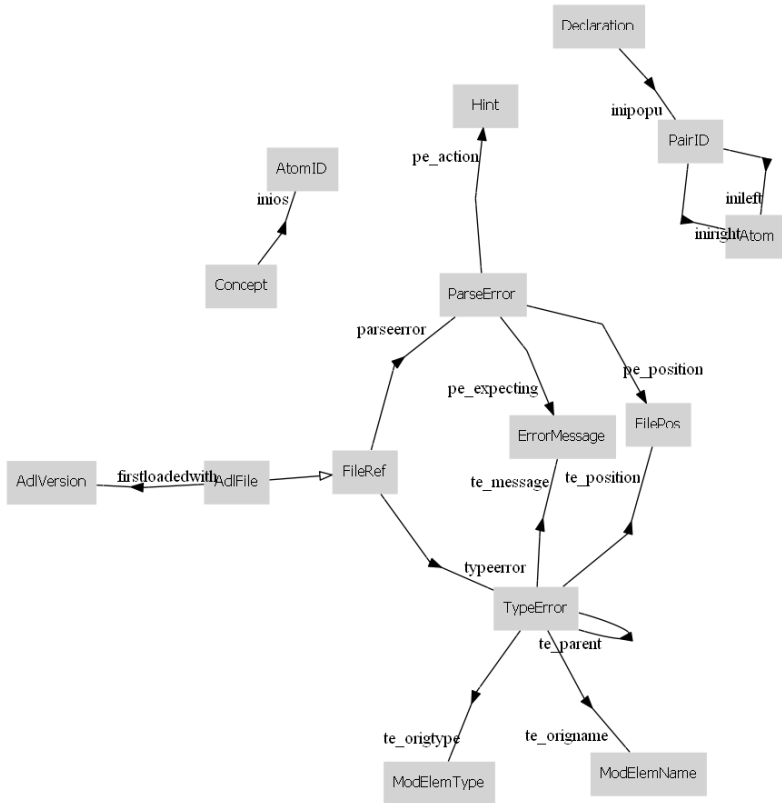 Declaration
Hint
inipopu
PairID
pe_action
AtomID
inios
inileft
iniright
Atom
Concept
ParseError
parseerror
pe_position
pe_expecting
FilePos
ErrorMessage
FileRef
AdlVersion
firstloadedwith
AdlFile
te_message
te_position
typeerror
TypeError
te_parent
te_origtype
te_origname
ModElemType
ModElemName